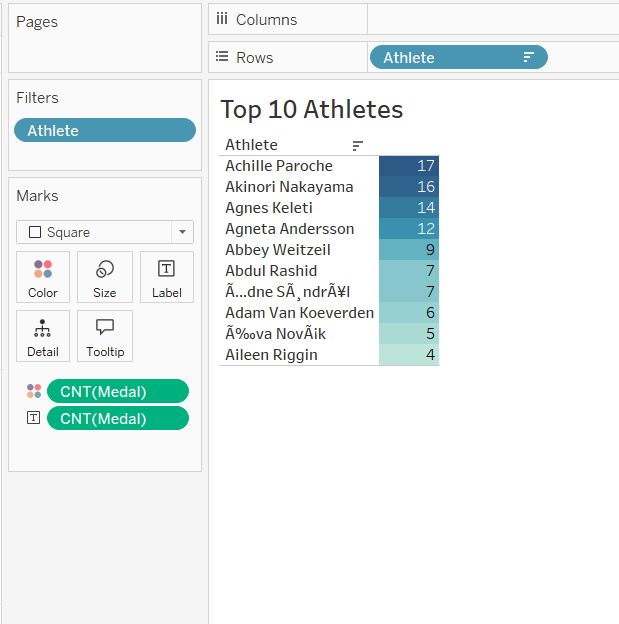 Pages
Columns
Rows
Athlete
Filters
Athlete
Marks
Square
Color
Size
Label
Detail
Tooltip
CNT(Medal)
CNT(Medal)
Top 10 Athletes
Athlete
Achille Paroche 17
Akinori Nakayama 16
Agnes Keleti 14
Agneta Andersson 12
Abbey Weitzeil 9
Abdul Rashid 7
Ã…dne SÃ¸ndrÃ¥l 7
Adam Van Koeverden 6
Ã‰va NovÃik 5
Aileen Riggin 4